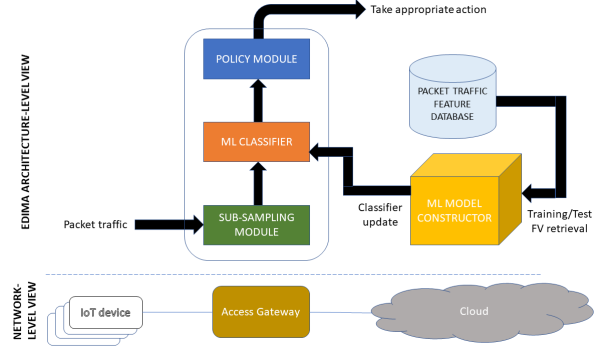 Take appropriate action
EDIMA ARCHITECTURE-LEVEL VIEW
POLICY MODULE
PACKET TRAFFIC
FEATURE
DATABASE
ML CLASSIFIER
ML MODEL
CONSTRUCTOR
Classifier
update
Training/Test
FV retrieval
Packet traffic
SUB-SAMPLING
MODULE
NETWORK-
LEVEL VIEW
IoT device
Access Gateway
Cloud